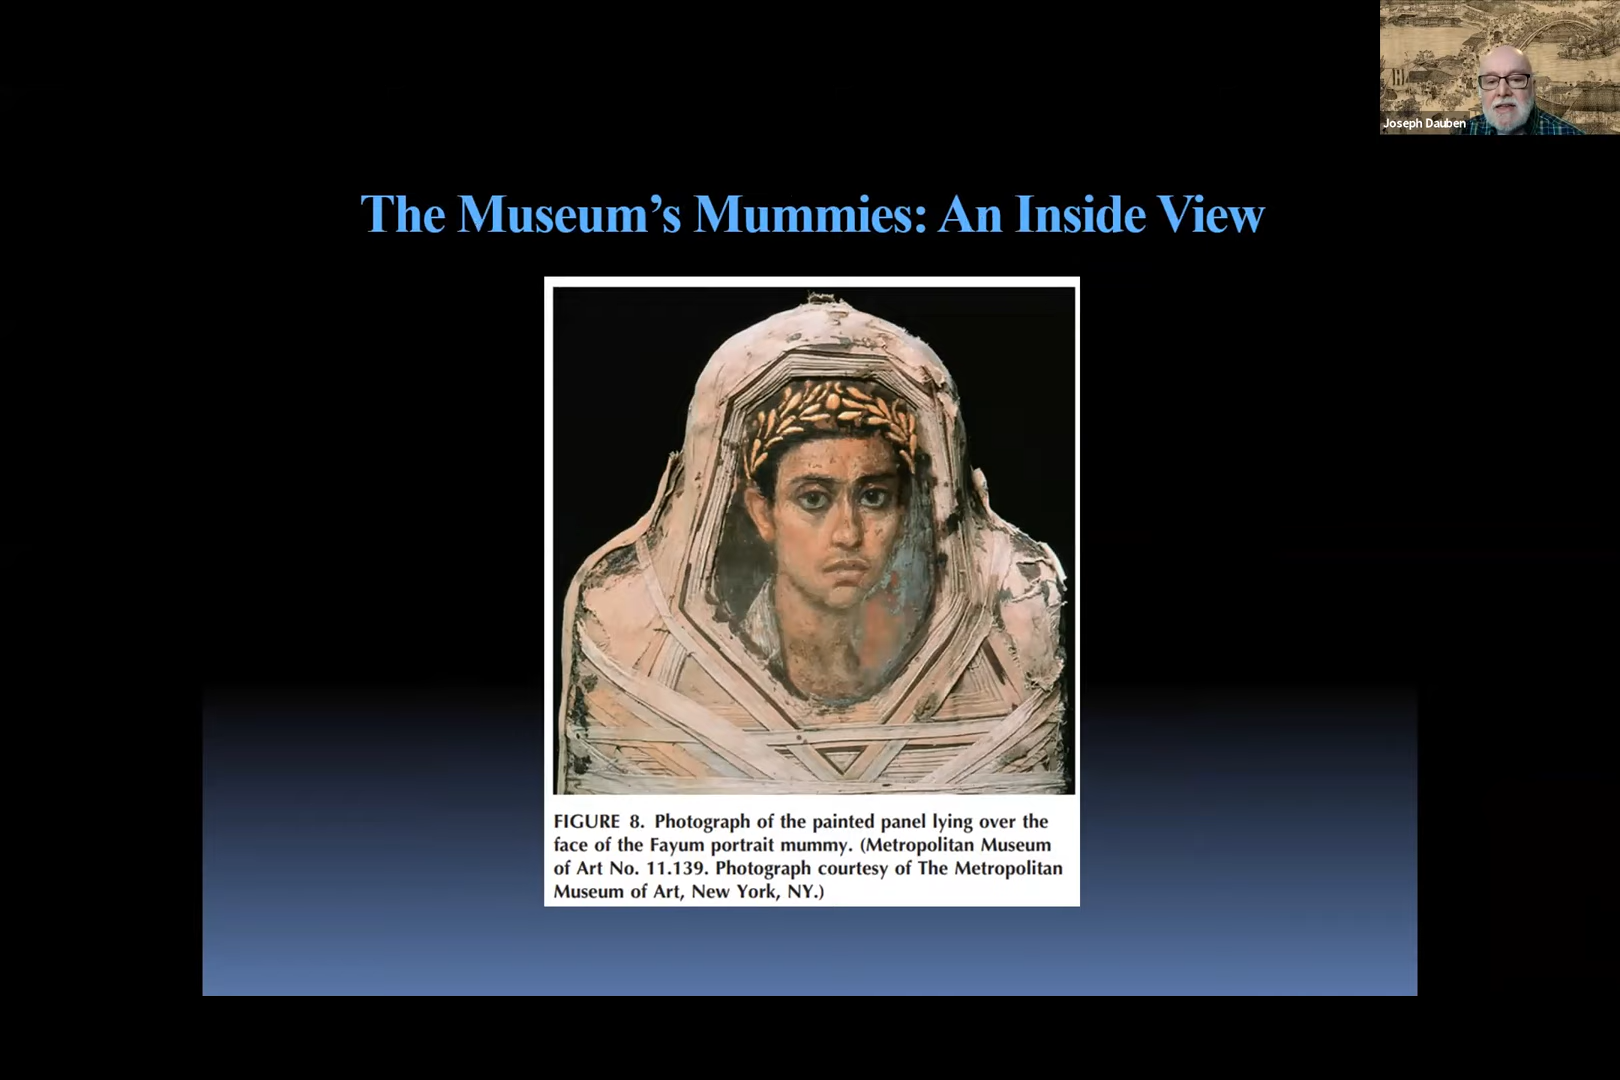 Joseph Dauben
The Museum’s Mummies: An Inside View
FIGURE 8. Photograph of the painted panel lying over the
face of the Fayum portrait mummy. (Metropolitan Museum
of Art No. 11.139. Photograph courtesy of The Metropolitan
Museum of Art, New York, NY.)